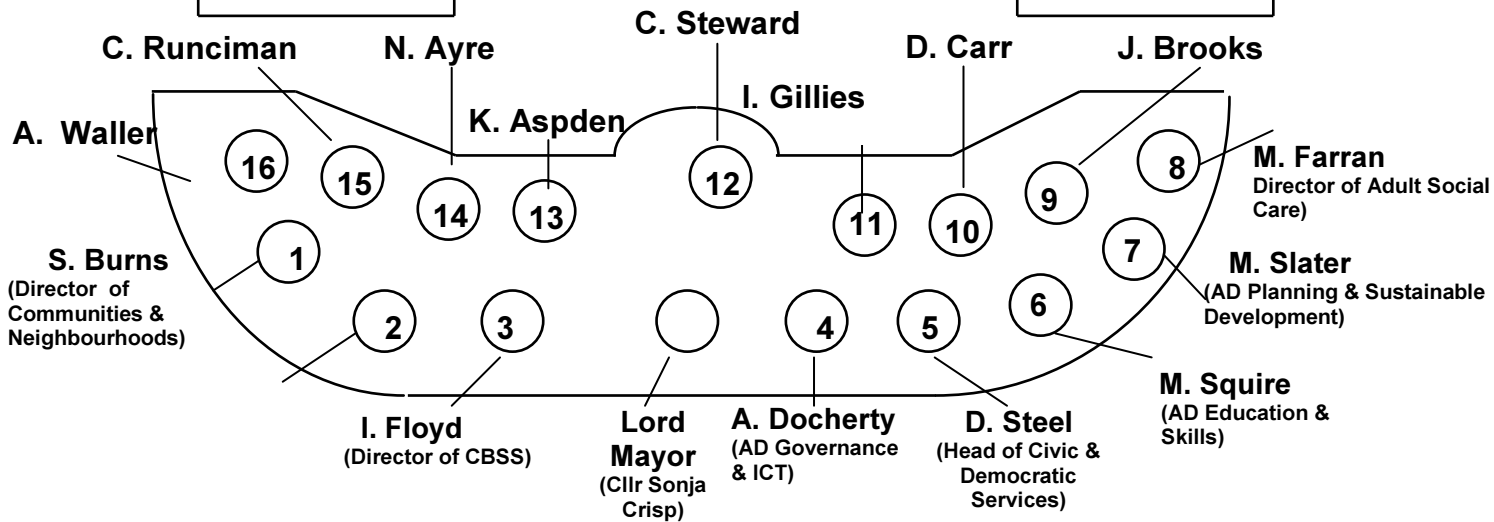 C. Steward
C. Runciman
N. Ayre
D. Carr
J. Brooks
I. Gillies
K. Aspden
A. Waller
16
15
14
13
12
11
10
9
8
M. Farran
Director of Adult Social
Care)
S. Burns
(Director of
Communities &
Neighbourhoods)
1
2
3
4
5
6
7
M. Slater
(AD Planning & Sustainable
Development)
M. Squire
(AD Education &
Skills)
I. Floyd
(Director of CBSS)
Lord
Mayor
(Cllr Sonja
Crisp)
A. Docherty
(AD Governance
& ICT)
D. Steel
(Head of Civic &
Democratic
Services)